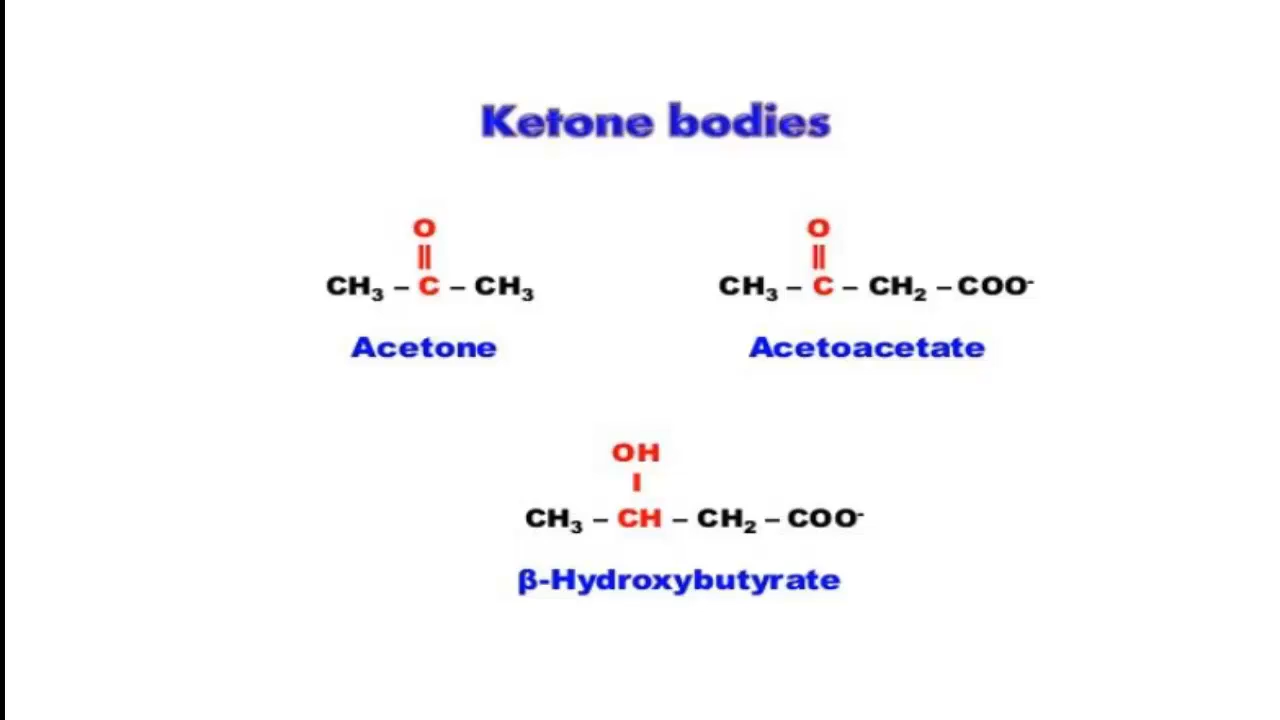 Ketone bodies
O O
|| ||
CH₃ – C – CH₃ CH₃ – C – CH₂ – COO⁻
Acetone Acetoacetate
OH
|
CH₃ – CH – CH₂ – COO⁻
β-Hydroxybutyrate